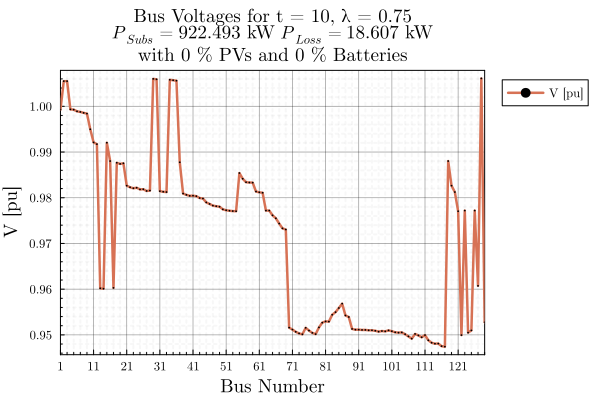 Bus Voltages for t = 10, λ = 0.75
P_Subs = 922.493 kW P_Loss = 18.607 kW
with 0 % PVs and 0 % Batteries
V [pu]
1.00
0.99
0.98
0.97
0.96
0.95
V [pu]
1 11 21 31 41 51 61 71 81 91 101 111 121
Bus Number